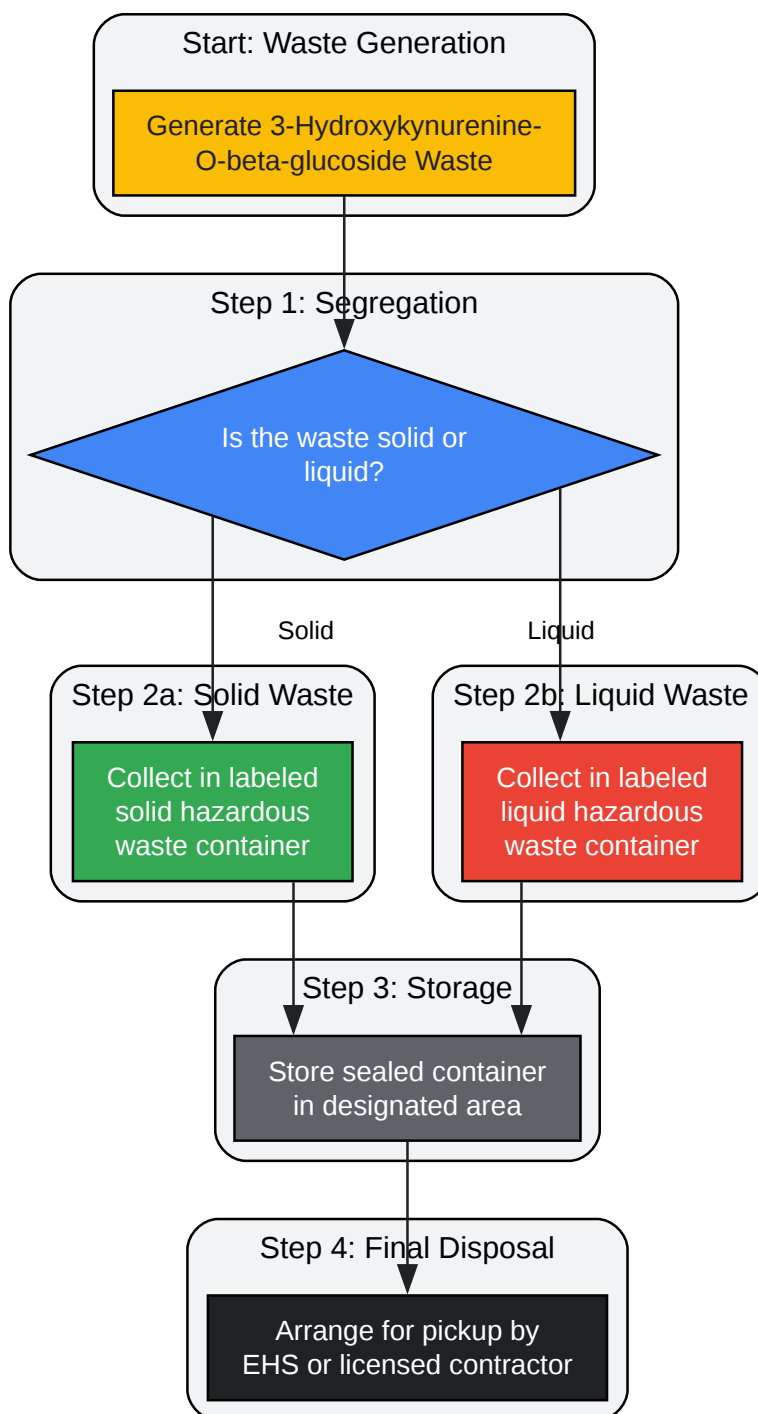 Start: Waste Generation
Generate 3-Hydroxykynurenine-
O-beta-glucoside Waste
Step 1: Segregation
Is the waste solid or
liquid?
Solid
Liquid
Step 2a: Solid Waste
Collect in labeled
solid hazardous
waste container
Step 2b: Liquid Waste
Collect in labeled
liquid hazardous
waste container
Step 3: Storage
Store sealed container
in designated area
Step 4: Final Disposal
Arrange for pickup by
EHS or licensed contractor